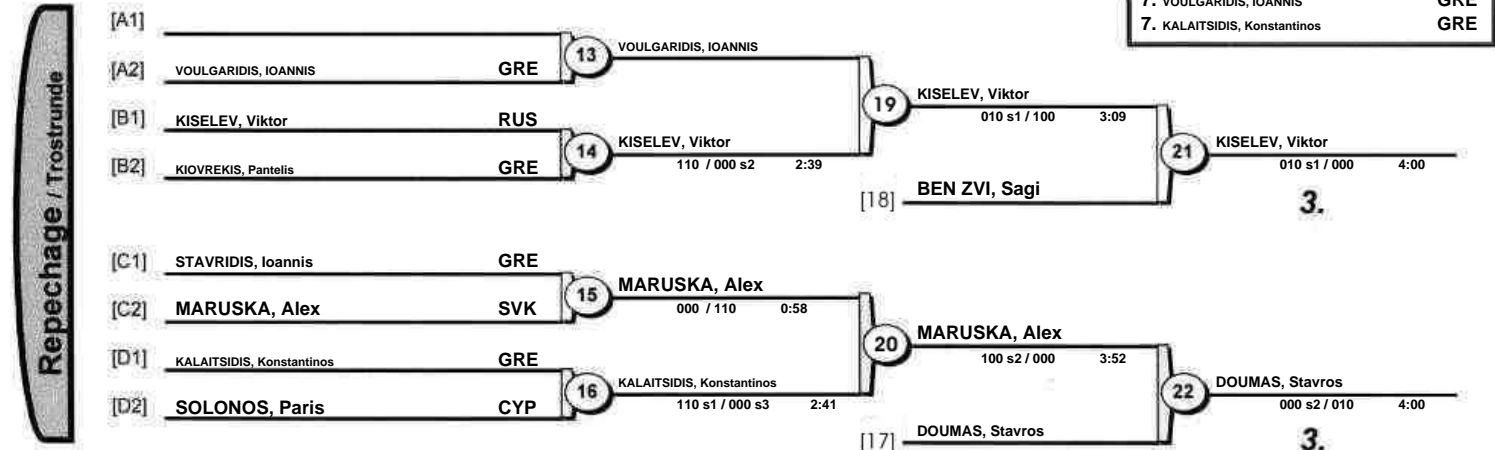 7. VOULGARIDIS, IOANNIS GRE
7. KALAITSIDIS, Konstantinos GRE
Repechage / Trostrunde
[A1]
13 VOULGARIDIS, IOANNIS
[A2] VOULGARIDIS, IOANNIS GRE
19 KISELEV, Viktor
010 s1 / 100 3:09
[B1] KISELEV, Viktor RUS
14 KISELEV, Viktor
110 / 000 s2 2:39
[B2] KIOVREKIS, Pantelis GRE
21 KISELEV, Viktor
010 s1 / 000 4:00
3.
[18] BEN ZVI, Sagi
[C1] STAVRIDIS, Ioannis GRE
15 MARUSKA, Alex
000 / 110 0:58
[C2] MARUSKA, Alex SVK
20 MARUSKA, Alex
100 s2 / 000 3:52
[D1] KALAITSIDIS, Konstantinos GRE
16 KALAITSIDIS, Konstantinos
110 s1 / 000 s3 2:41
[D2] SOLONOS, Paris CYP
22 DOUMAS, Stavros
000 s2 / 010 4:00
3.
[17] DOUMAS, Stavros